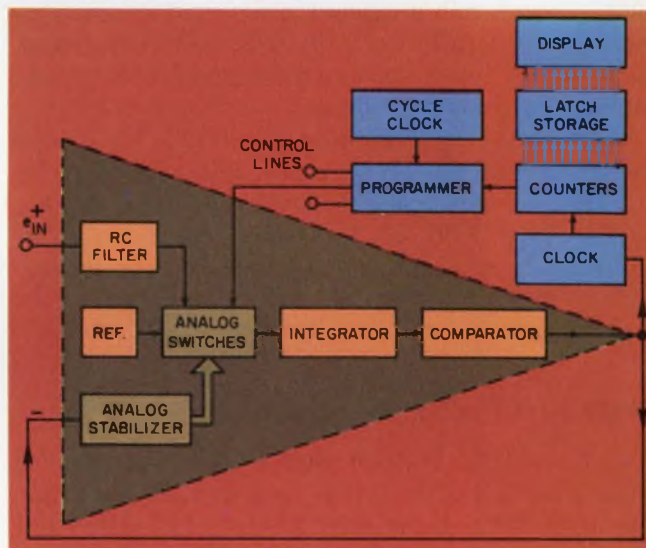 DISPLAY
CYCLE
CLOCK
LATCH
STORAGE
CONTROL
LINES
PROGRAMMER
COUNTERS
CLOCK
+
eIN
RC
FILTER
REF.
ANALOG
SWITCHES
INTEGRATOR
COMPARATOR
−
ANALOG
STABILIZER